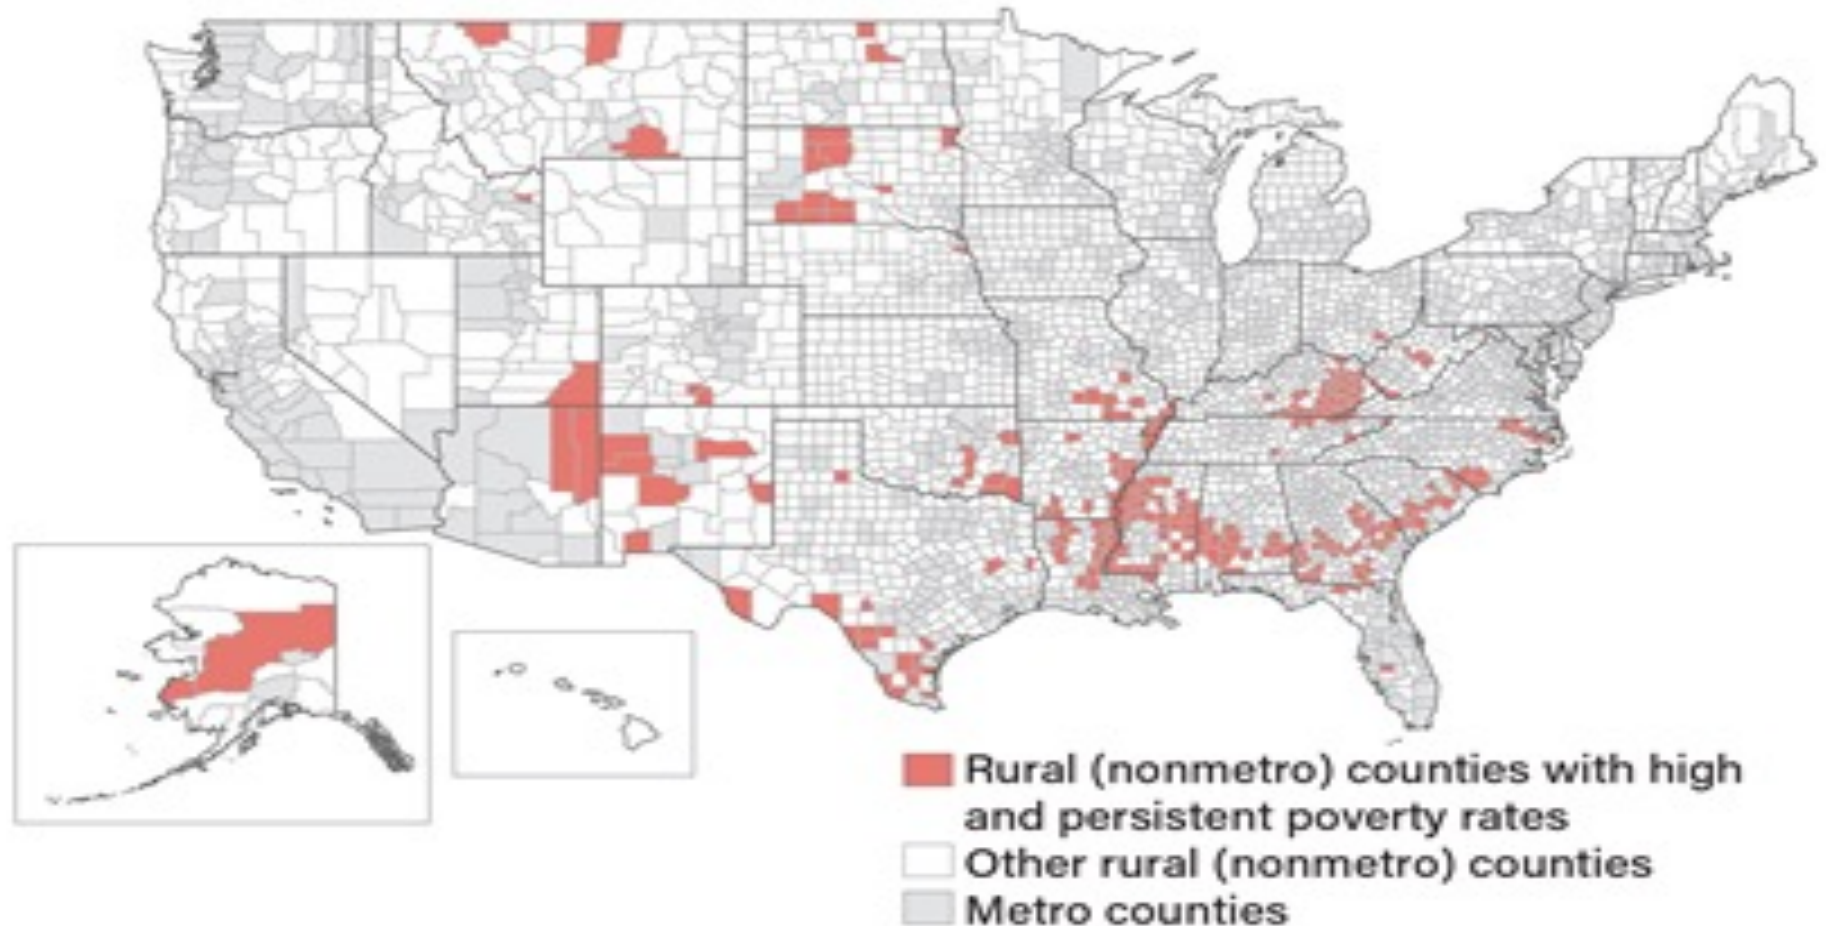 Rural (nonmetro) counties with high
and persistent poverty rates
Other rural (nonmetro) counties
Metro counties